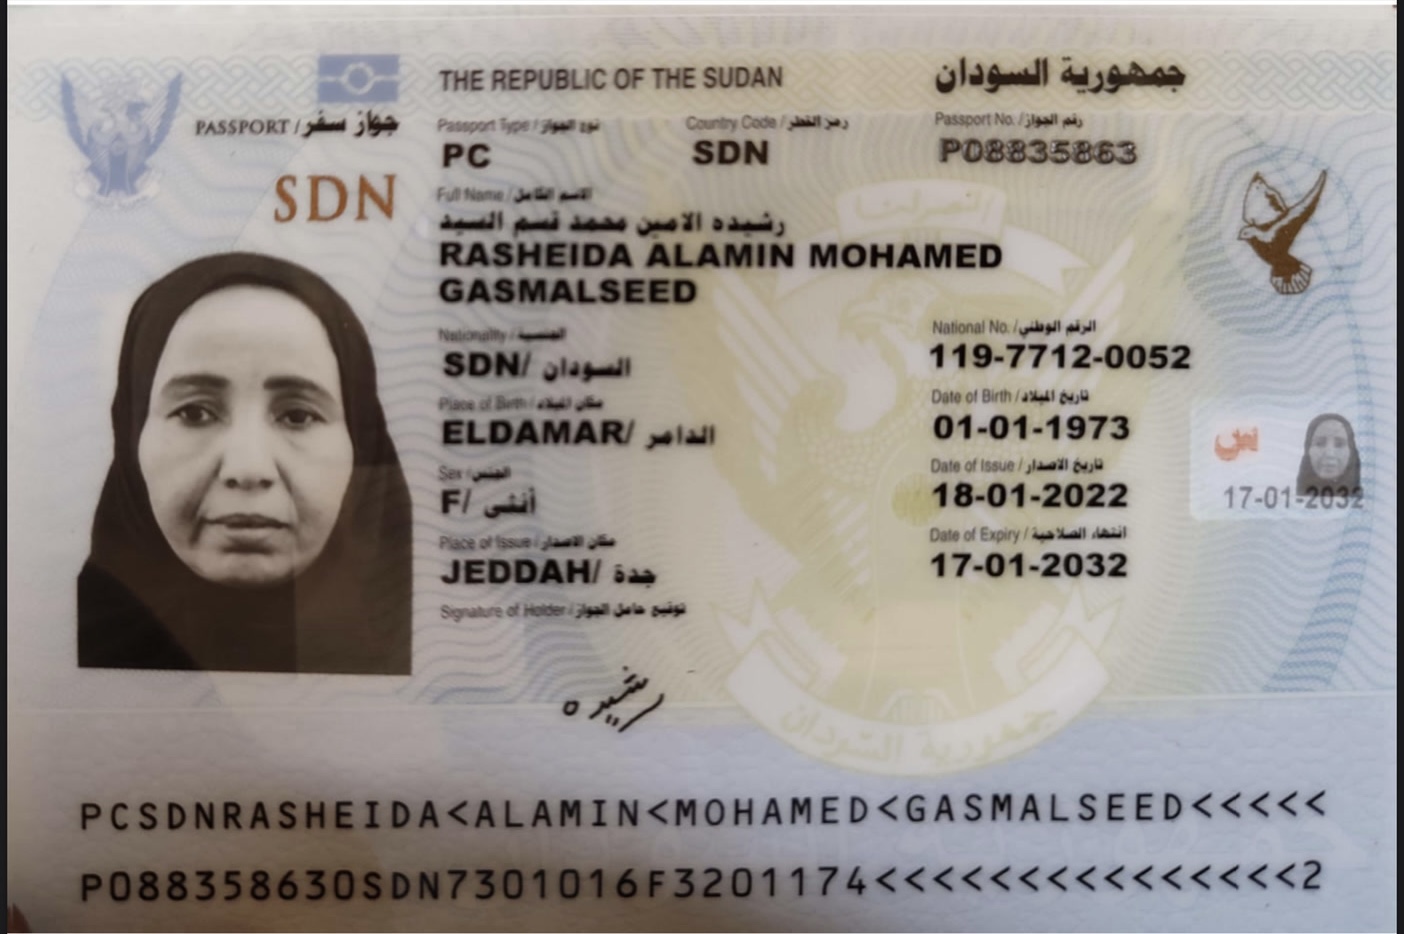 THE REPUBLIC OF THE SUDAN جمهورية السودان
PASSPORT / جواز سفر
SDN
Passport Type / نوع الجواز Country Code / رمز القطر Passport No. / رقم الجواز
PC SDN P08835863
Full Name / الاسم الكامل
رشيده الامين محمد قسم السيد
RASHEIDA ALAMIN MOHAMED
GASMALSEED
Nationality / الجنسية National No. / الرقم الوطني
SDN/ السودان 119-7712-0052
Place of Birth / مكان الميلاد Date of Birth / تاريخ الميلاد
ELDAMAR/ الدامر 01-01-1973
Sex / الجنس Date of Issue / تاريخ الاصدار
F/ أنثى 18-01-2022 17-01-2032
Place of Issue / مكان الاصدار Date of Expiry / انتهاء الصلاحية
JEDDAH/ جدة 17-01-2032
Signature of Holder / توقيع حامل الجواز
رشيده
النصر لنا
جمهورية السودان
PCSDNRASHEIDA<ALAMIN<MOHAMED<GASMALSEED<<<<<
P088358630SDN7301016F3201174<<<<<<<<<<<<<<<2